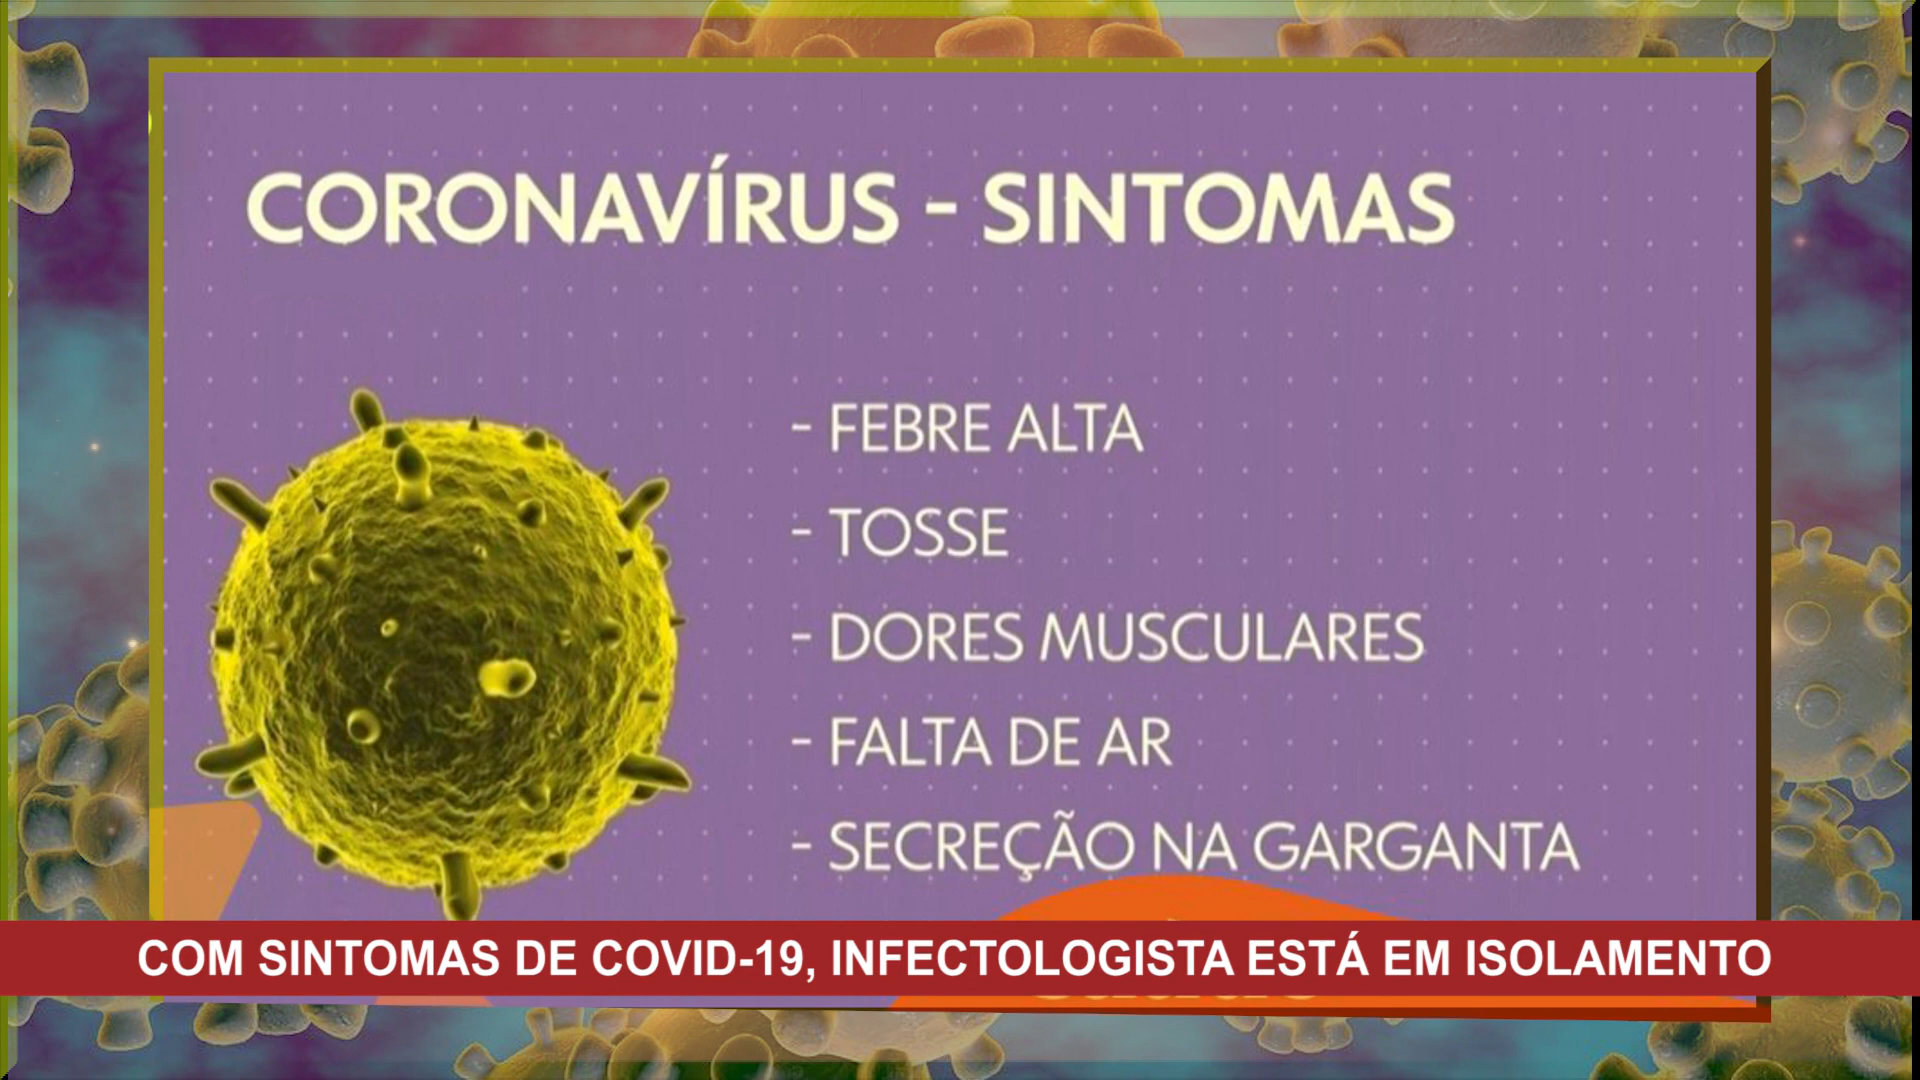 CORONAVÍRUS - SINTOMAS
- FEBRE ALTA
- TOSSE
- DORES MUSCULARES
- FALTA DE AR
- SECREÇÃO NA GARGANTA
COM SINTOMAS DE COVID-19, INFECTOLOGISTA ESTÁ EM ISOLAMENTO